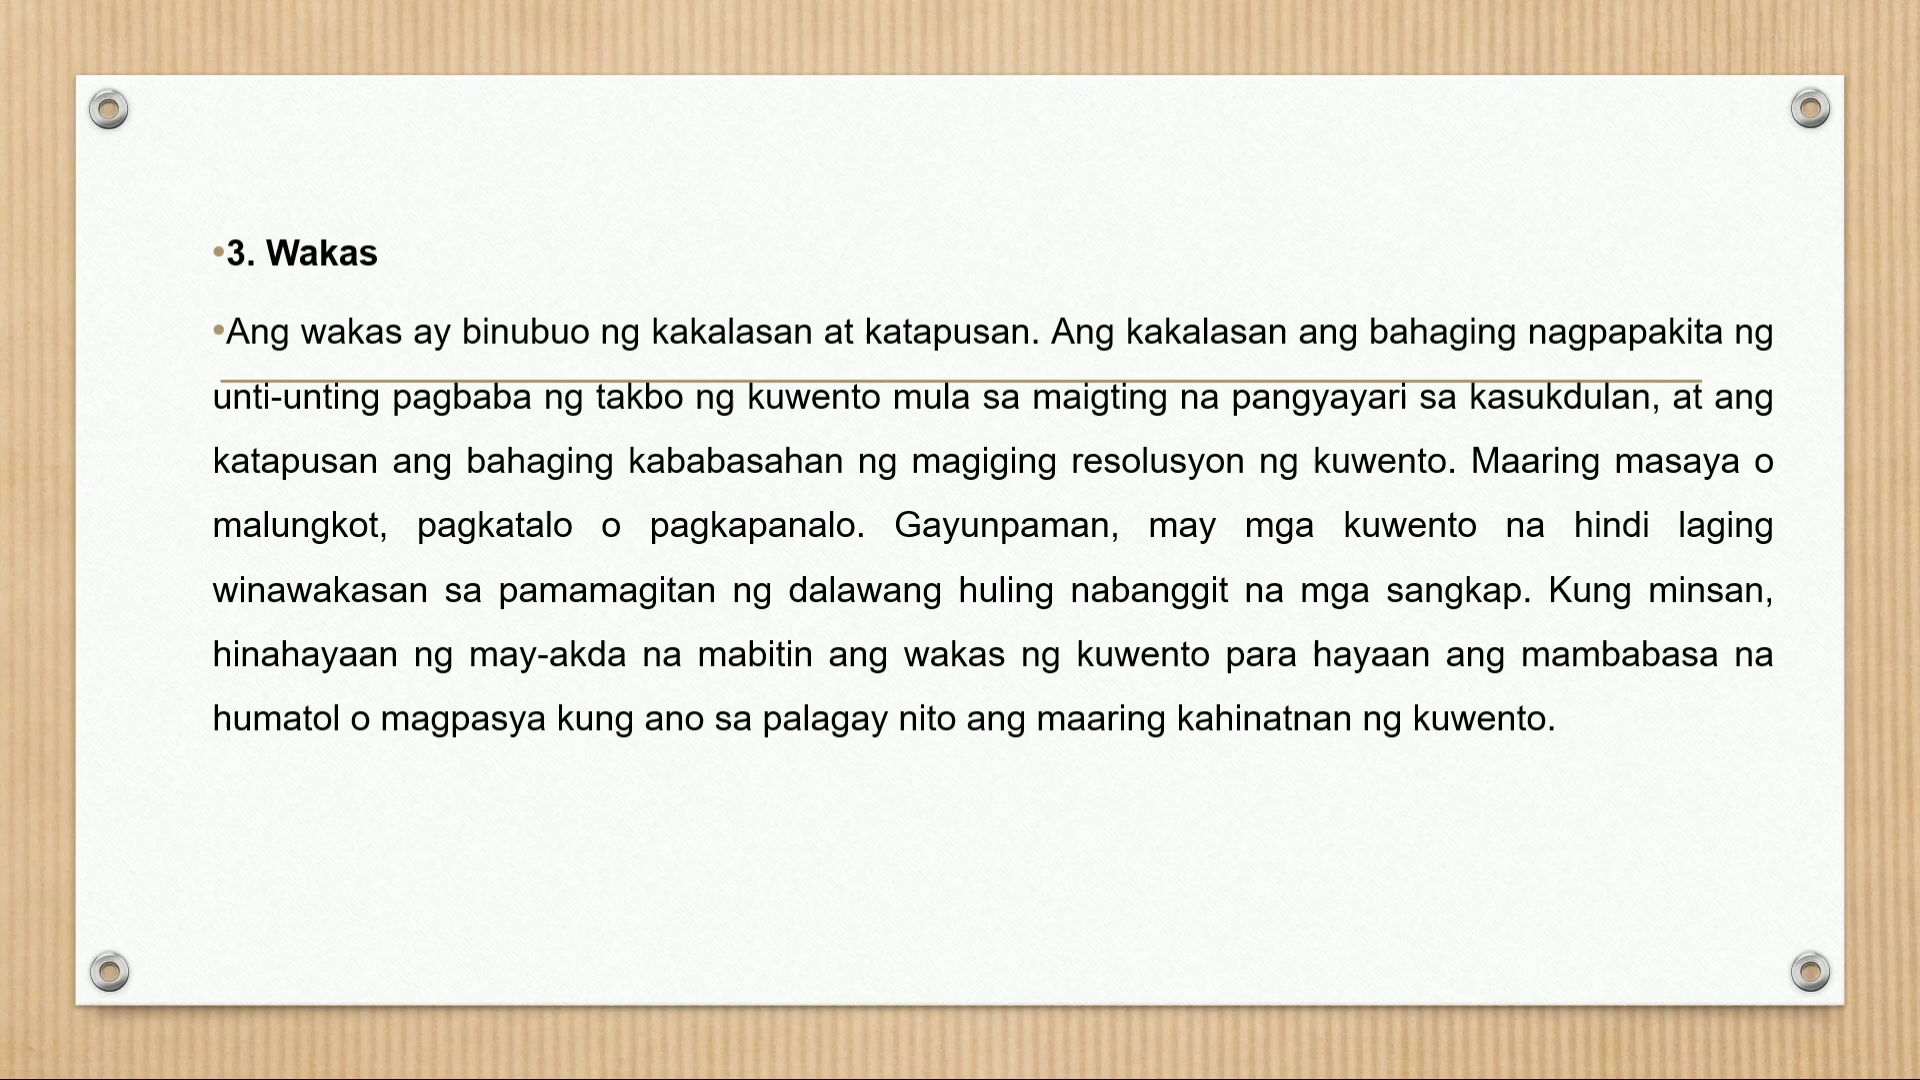 •3. Wakas
•Ang wakas ay binubuo ng kakalasan at katapusan. Ang kakalasan ang bahaging nagpapakita ng
unti-unting pagbaba ng takbo ng kuwento mula sa maigting na pangyayari sa kasukdulan, at ang
katapusan ang bahaging kababasahan ng magiging resolusyon ng kuwento. Maaring masaya o
malungkot, pagkatalo o pagkapanalo. Gayunpaman, may mga kuwento na hindi laging
winawakasan sa pamamagitan ng dalawang huling nabanggit na mga sangkap. Kung minsan,
hinahayaan ng may-akda na mabitin ang wakas ng kuwento para hayaan ang mambabasa na
humatol o magpasya kung ano sa palagay nito ang maaring kahinatnan ng kuwento.